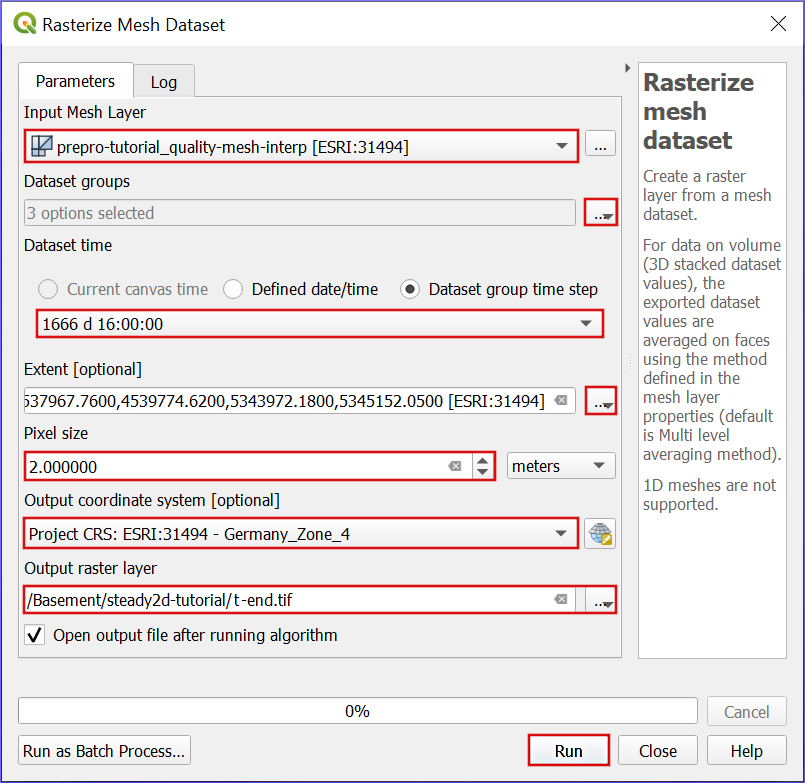 Rasterize Mesh Dataset
Parameters
Log
Input Mesh Layer
prepro-tutorial_quality-mesh-interp [ESRI:31494]
...
Dataset groups
3 options selected
...
Dataset time
Current canvas time
Defined date/time
Dataset group time step
1666 d 16:00:00
Extent [optional]
537967.7600,4539774.6200,5343972.1800,5345152.0500 [ESRI:31494]
...
Pixel size
2.000000
meters
Output coordinate system [optional]
Project CRS: ESRI:31494 - Germany_Zone_4
Output raster layer
/Basement/steady2d-tutorial/t-end.tif
...
Open output file after running algorithm
Rasterize
mesh
dataset
Create a raster
layer from a mesh
dataset.
For data on volume
(3D stacked dataset
values), the
exported dataset
values are
averaged on faces
using the method
defined in the
mesh layer
properties (default
is Multi level
averaging method).
1D meshes are not
supported.
0%
Cancel
Run as Batch Process...
Run
Close
Help